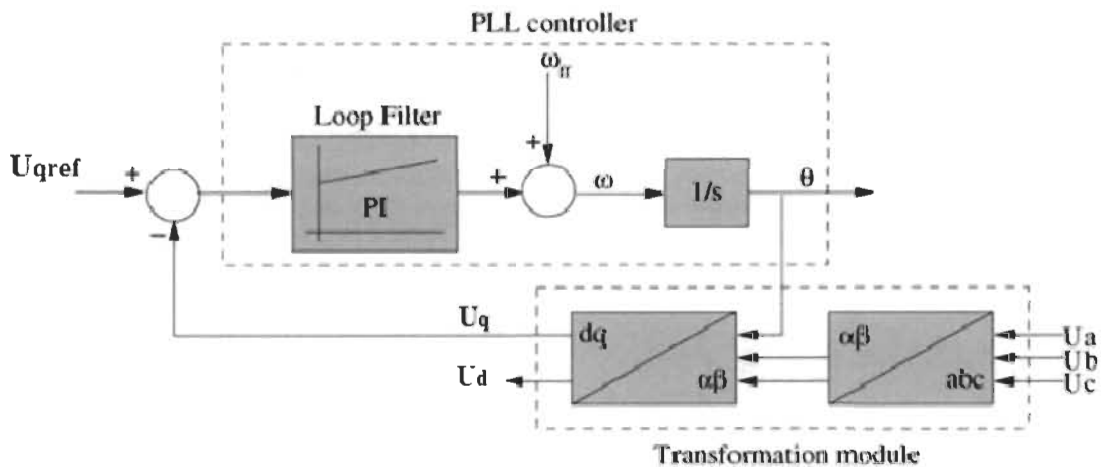 PLL controller
ωff
Loop Filter
+
Uqref
+
PI
+
ω
1/s
θ
−
Uq
dq
αβ
Ua
Ub
Ud
αβ
abc
Uc
Transformation module